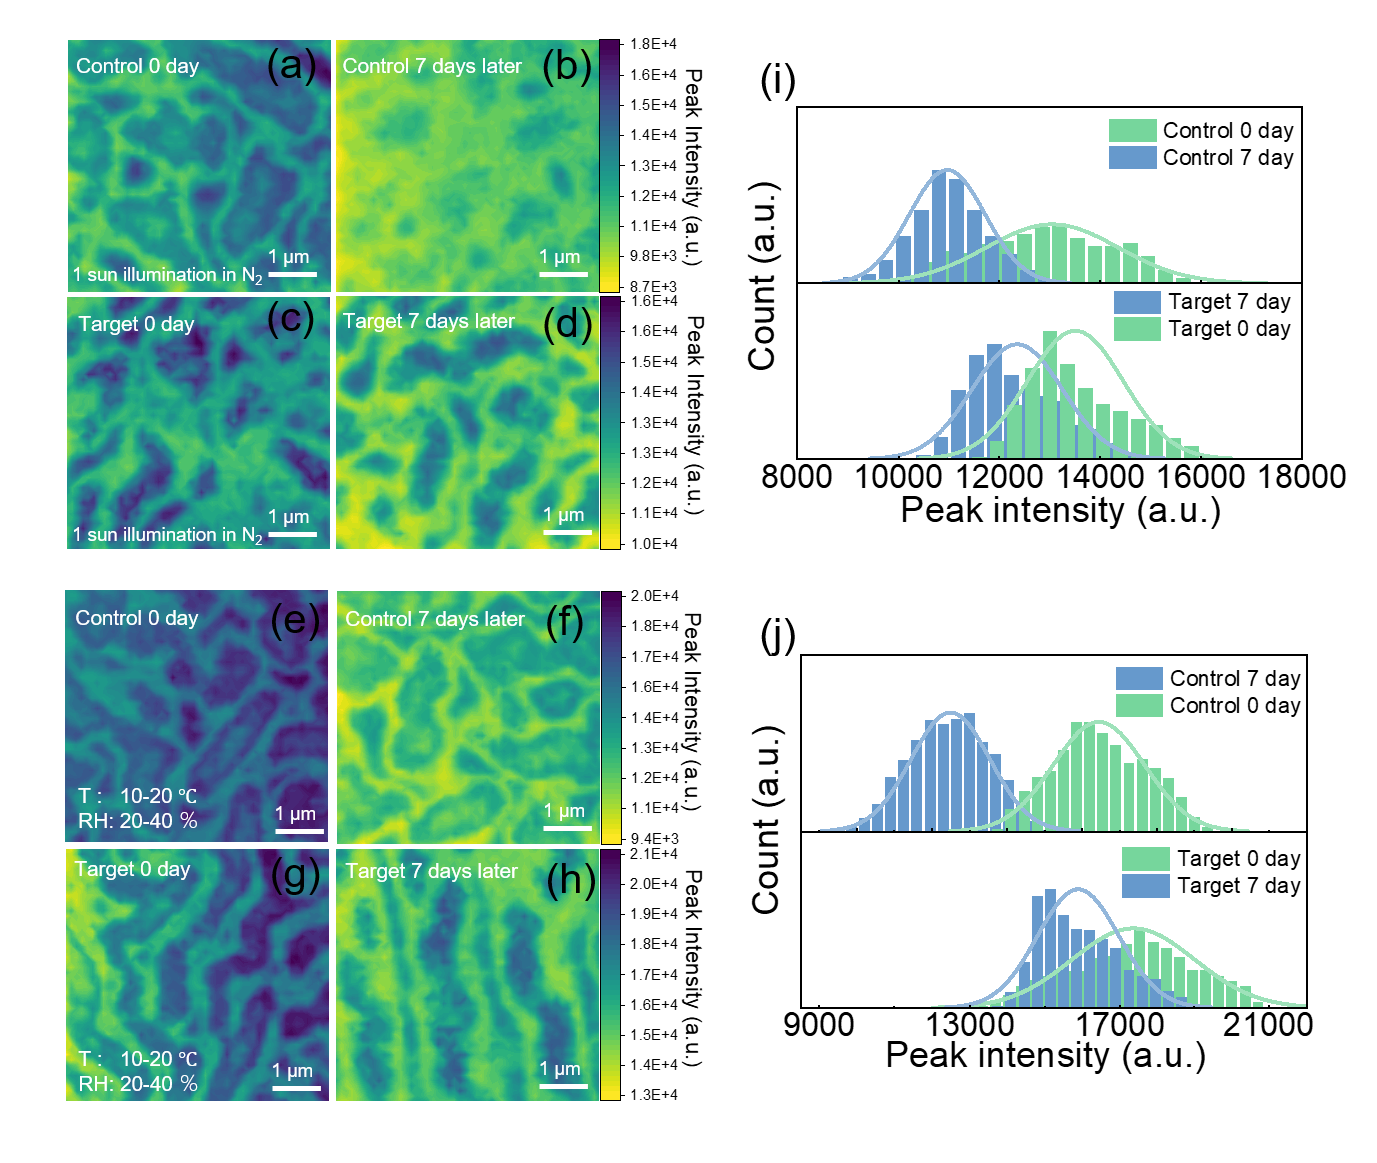 Control 0 day
(a)
1 µm
1 sun illumination in N2
Control 7 days later
(b)
1 µm
1.8E+4
1.6E+4
1.5E+4
1.4E+4
1.3E+4
1.2E+4
1.1E+4
9.8E+3
8.7E+3
Peak Intensity (a.u.)
Target 0 day
(c)
1 µm
1 sun illumination in N2
Target 7 days later
(d)
1 µm
1.6E+4
1.6E+4
1.5E+4
1.4E+4
1.3E+4
1.3E+4
1.2E+4
1.1E+4
1.0E+4
Peak Intensity (a.u.)
Control 0 day
(e)
T : 10-20 ℃
RH: 20-40 %
1 µm
Control 7 days later
(f)
1 µm
2.0E+4
1.8E+4
1.7E+4
1.6E+4
1.4E+4
1.3E+4
1.2E+4
1.1E+4
9.4E+3
Peak Intensity (a.u.)
Target 0 day
(g)
T : 10-20 ℃
RH: 20-40 %
1 µm
Target 7 days later
(h)
1 µm
2.1E+4
2.0E+4
1.9E+4
1.8E+4
1.7E+4
1.6E+4
1.5E+4
1.4E+4
1.3E+4
Peak Intensity (a.u.)
(i)
Control 0 day
Control 7 day
Target 7 day
Target 0 day
Count (a.u.)
8000 10000 12000 14000 16000 18000
Peak intensity (a.u.)
(j)
Control 7 day
Control 0 day
Target 0 day
Target 7 day
Count (a.u.)
9000 13000 17000 21000
Peak intensity (a.u.)